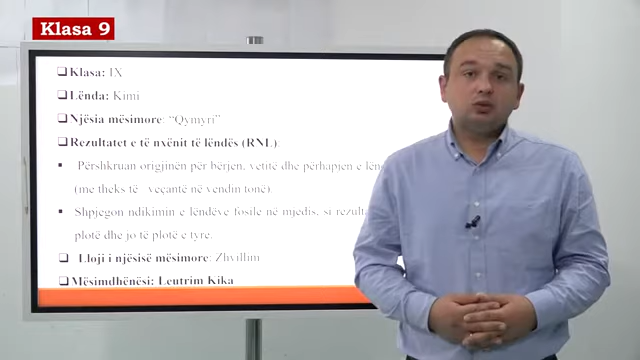 Klasa 9
Klasa: IX
Lënda: Kimi
Njësia mësimore: “Qymyri”
Rezultatet e të nxënit të lëndës (RNL)
Përshkruan origjinën për bërjen, vetitë dhe përhapjen e
(me theks të veçantë në vendin tonë).
Shpjegon ndikimin e lëndëve fosile në mjedis, si
plotë dhe jo të plotë e tyre.
Lloji i njësisë mësimore: Zhvillim
Mësimdhënësi: Leutrim Kika